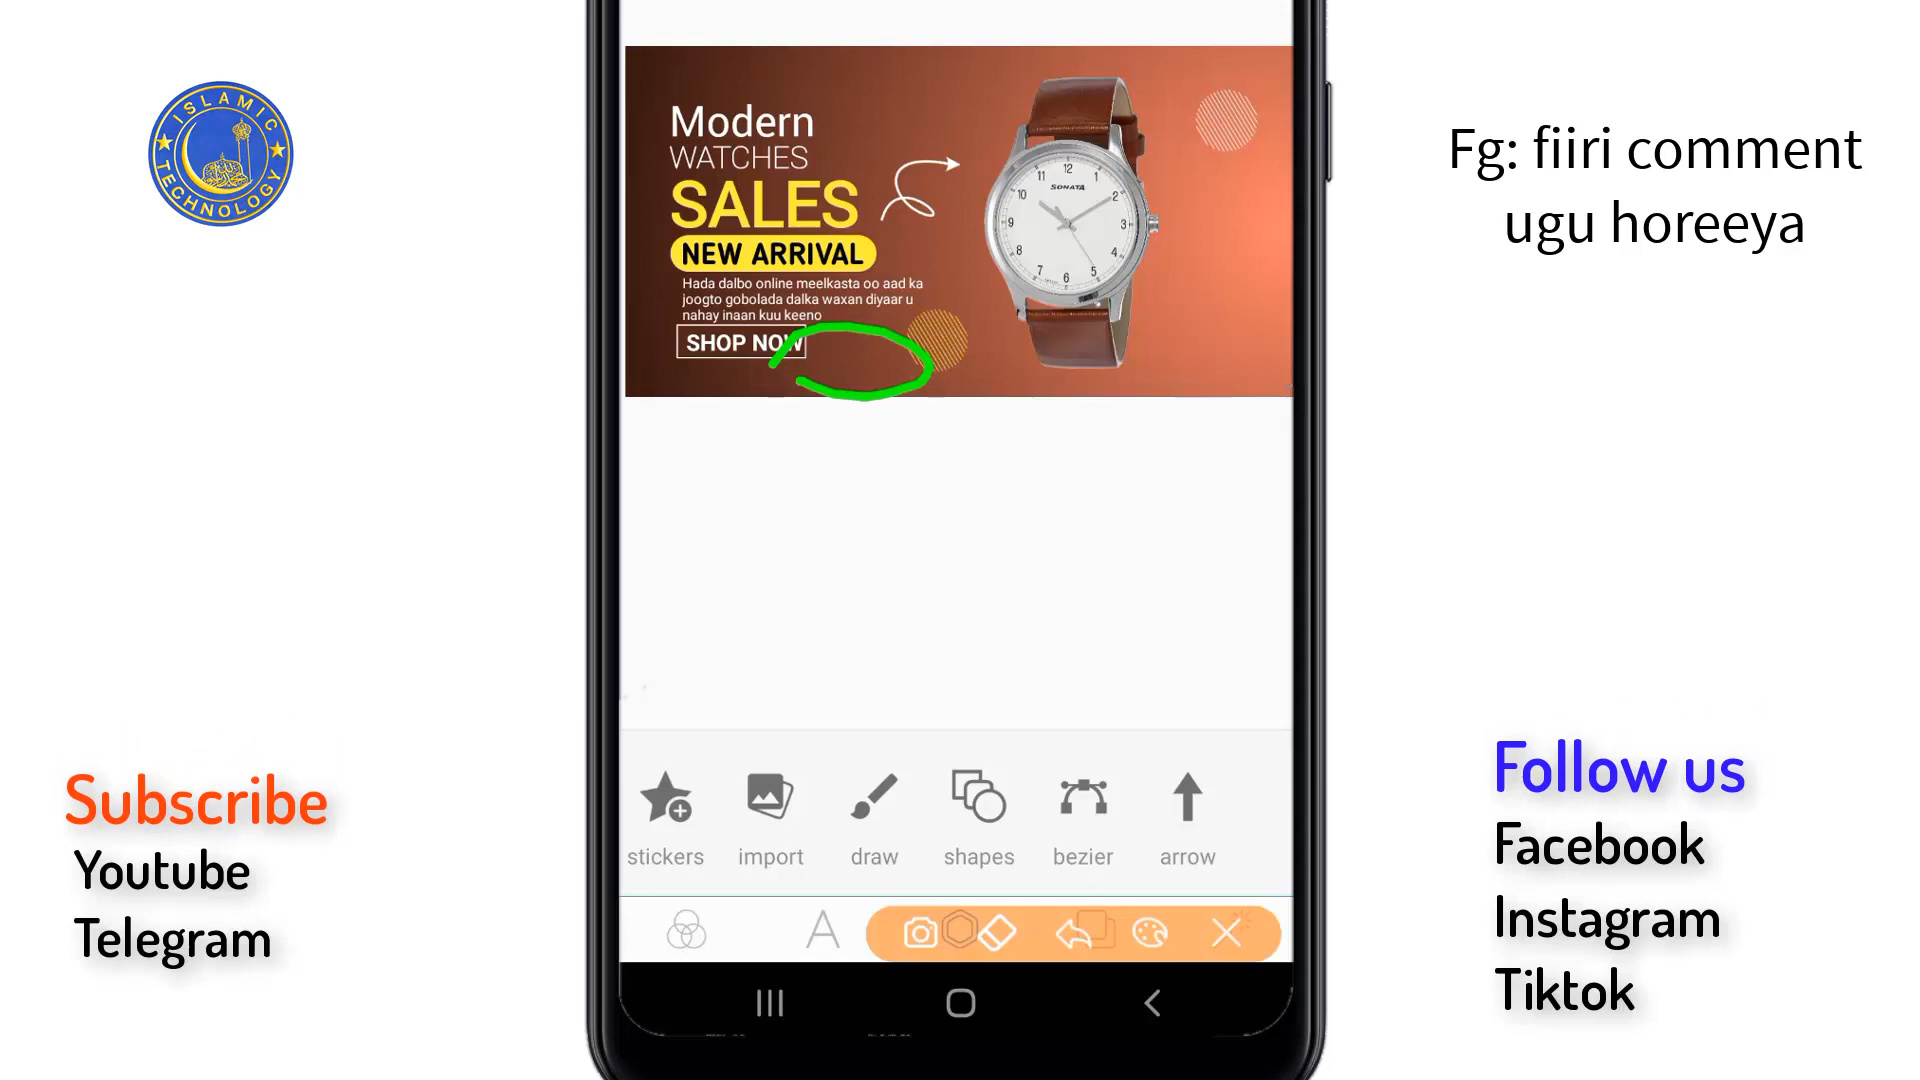 ISLAMIC
TECHNOLOGY
Modern
WATCHES
SALES
NEW ARRIVAL
Hada dalbo online meelkasta oo aad ka
joogto gobolada dalka waxan diyaar u
nahay inaan kuu keeno
SHOP NOW
12
1
2
3
4
5
6
7
8
9
10
11
SONATA
Fg: fiiri comment
ugu horeeya
Subscribe
Youtube
Telegram
Follow us
Facebook
Instagram
Tiktok
stickers
import
draw
shapes
bezier
arrow
A